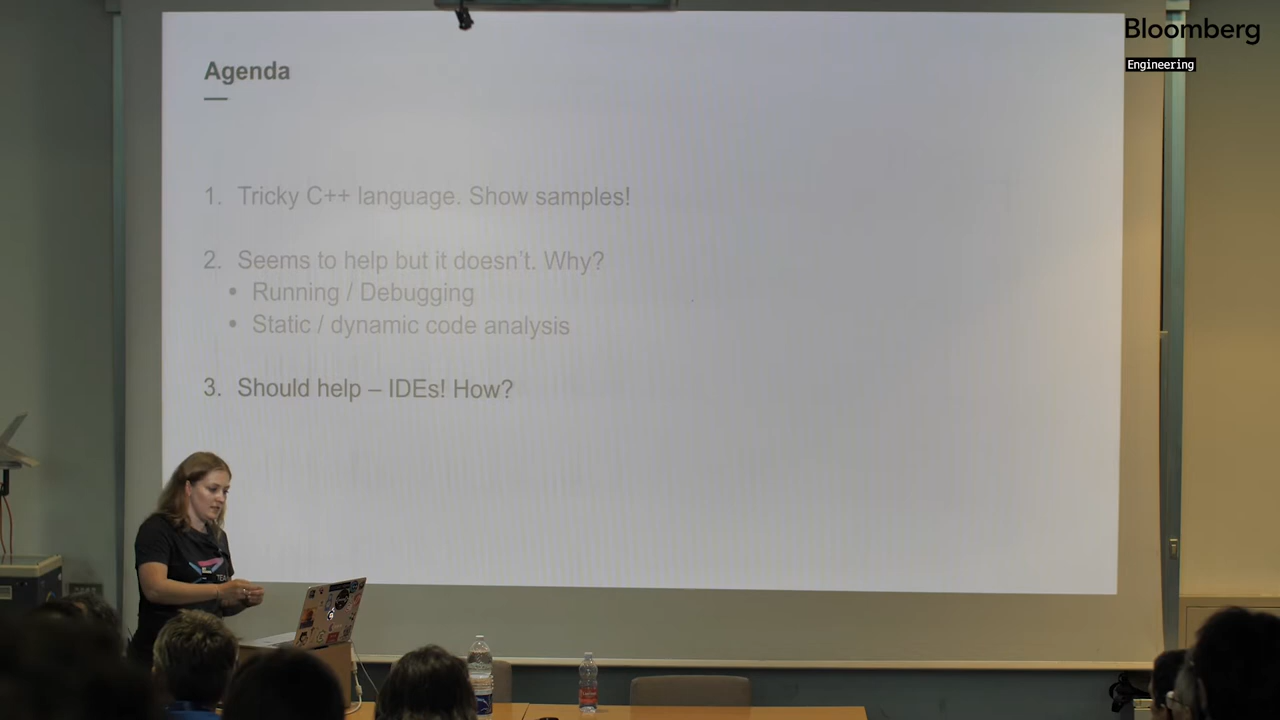 Bloomberg
Engineering
Agenda
1. Tricky C++ language. Show samples!
2. Seems to help but it doesn't. Why?
• Running / Debugging
• Static / dynamic code analysis
3. Should help – IDEs! How?